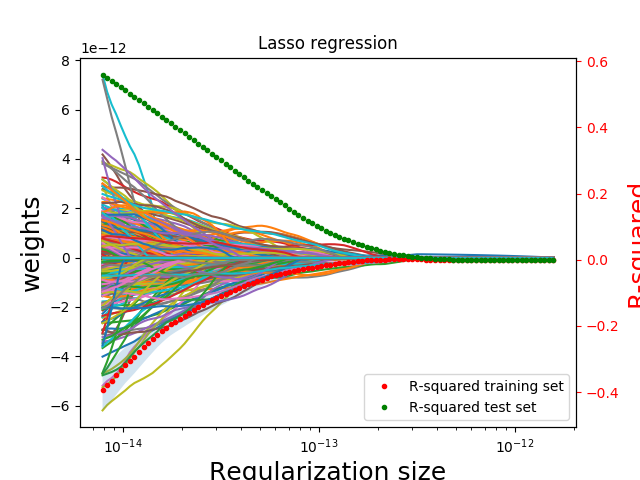 Lasso regression
1e−12
8
6
4
2
0
−2
−4
−6
weights
0.6
0.4
0.2
0.0
−0.2
−0.4
R-squared
R-squared training set
R-squared test set
10⁻¹⁴
10⁻¹³
10⁻¹²
Regularization size